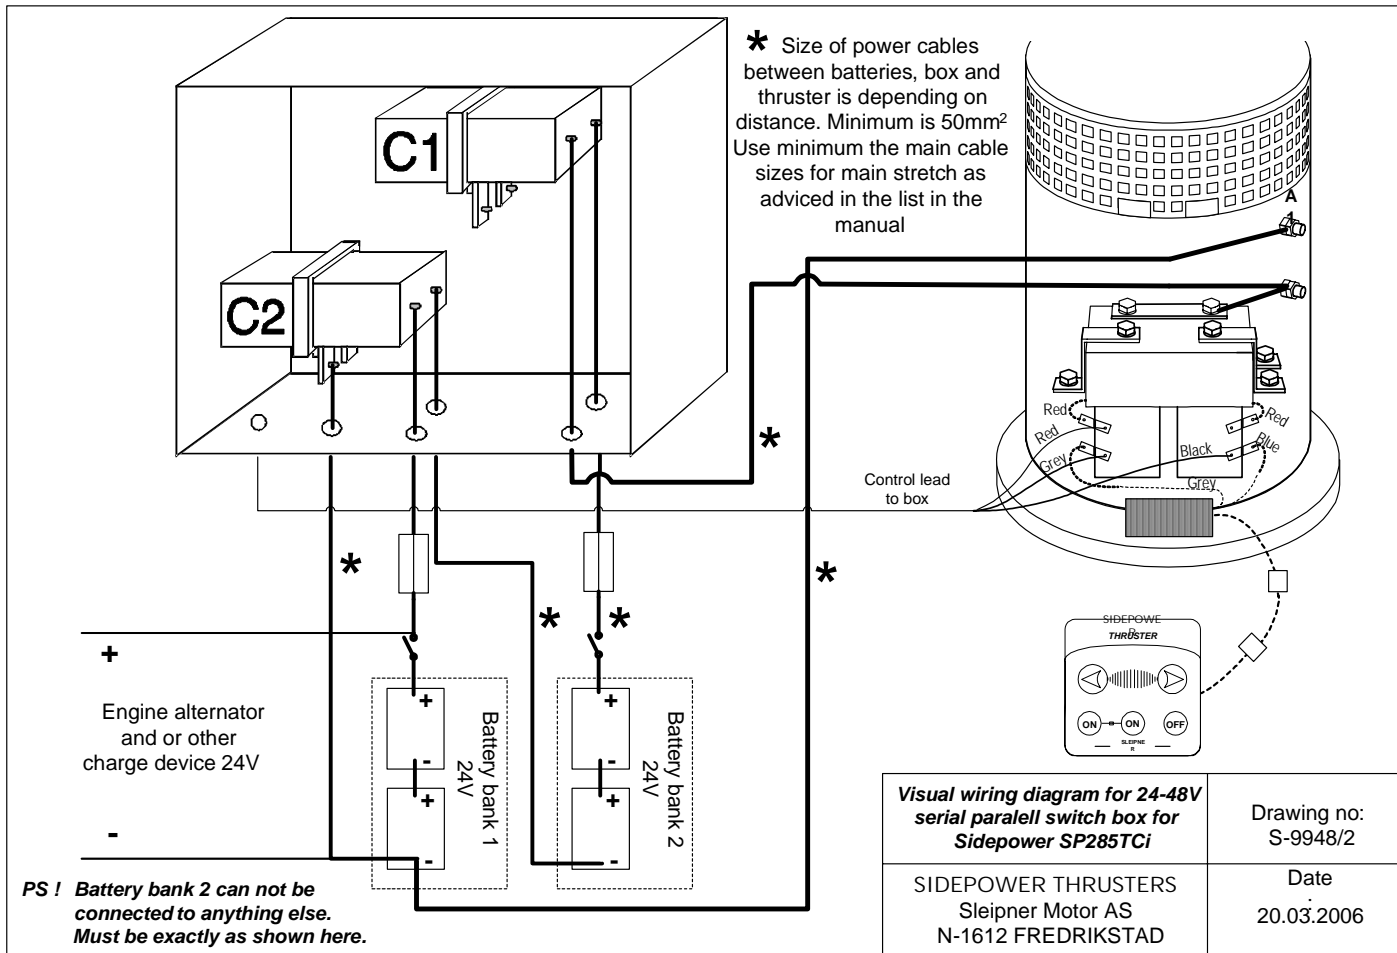 * Size of power cables
between batteries, box and
thruster is depending on
distance. Minimum is 50mm²
Use minimum the main cable
sizes for main stretch as
adviced in the list in the
manual
C1
C2
A
1
Red
Red
Red
Grey
Black
Blue
Grey
Control lead
to box
*
*
*
*
*
+
Engine alternator
and or other
charge device 24V
-
+
-
+
-
Battery bank 1
24V
+
-
+
-
Battery bank 2
24V
SIDEPOWE
R
THRUSTER
ON
ON
OFF
SLEIPNE
R
PS ! Battery bank 2 can not be
connected to anything else.
Must be exactly as shown here.
Visual wiring diagram for 24-48V
serial paralell switch box for
Sidepower SP285TCi
Drawing no:
S-9948/2
SIDEPOWER THRUSTERS
Sleipner Motor AS
N-1612 FREDRIKSTAD
Date
:
20.03.2006